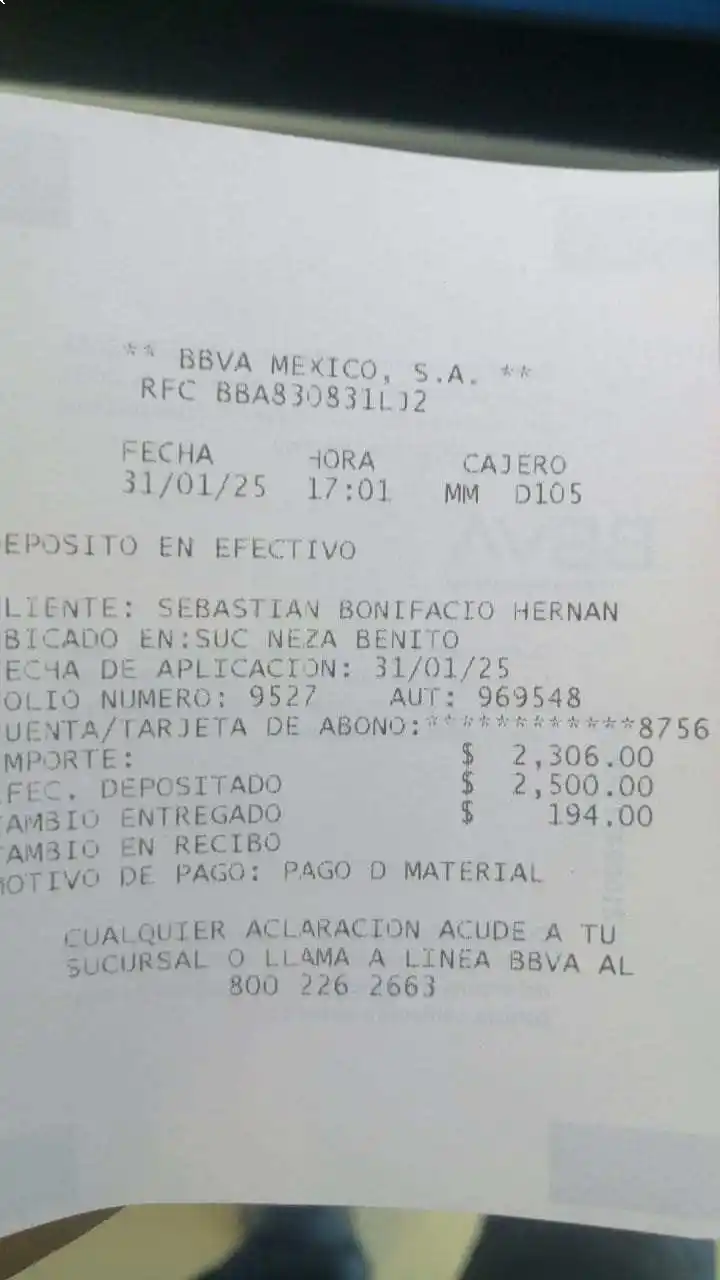 ** BBVA MEXICO, S.A. **
RFC BBA830831LJ2
FECHA HORA CAJERO
31/01/25 17:01 MM D105
EPOSITO EN EFECTIVO
LIENTE: SEBASTIAN BONIFACIO HERNAN
BICADO EN:SUC NEZA BENITO
ECHA DE APLICACION: 31/01/25
OLIO NUMERO: 9527 AUT: 969548
UENTA/TARJETA DE ABONO:************8756
MPORTE: $ 2,306.00
FEC. DEPOSITADO $ 2,500.00
AMBIO ENTREGADO $ 194.00
AMBIO EN RECIBO
MOTIVO DE PAGO: PAGO D MATERIAL
CUALQUIER ACLARACION ACUDE A TU
SUCURSAL O LLAMA A LINEA BBVA AL
800 226 2663